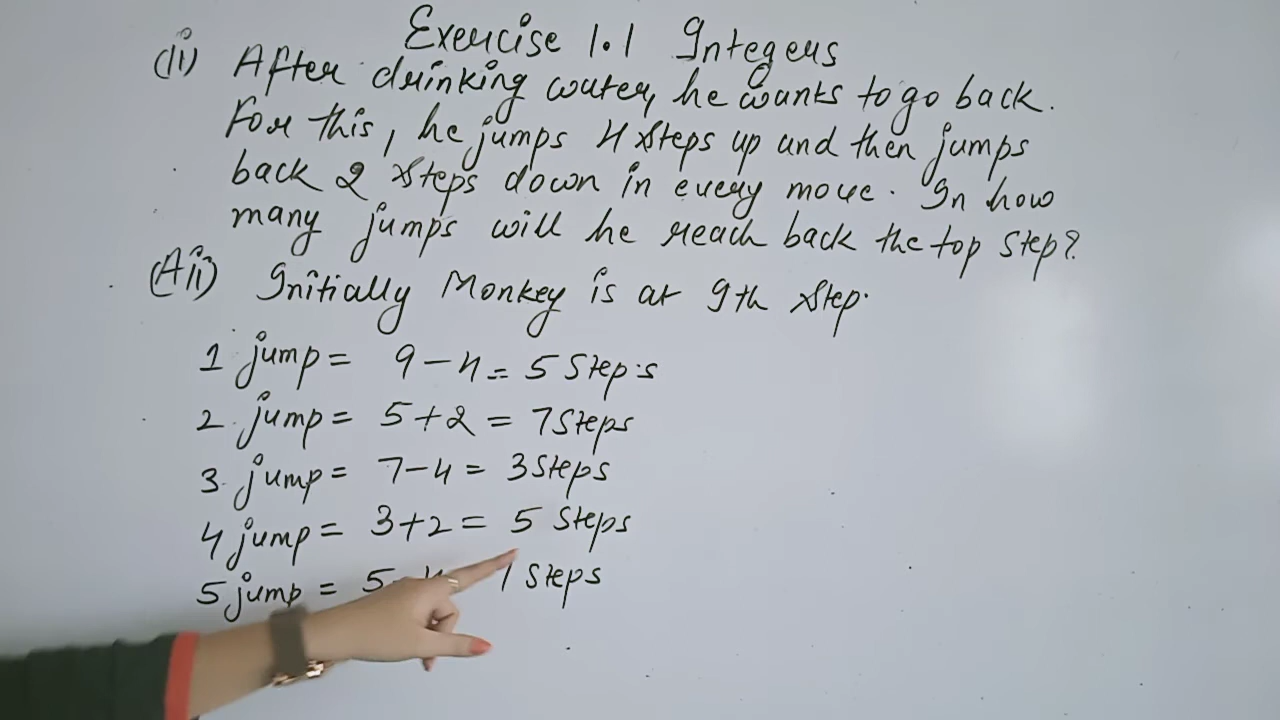 Exercise 1.1 Integers
(ii) After drinking water, he wants to go back.
For this, he jumps 4 steps up and then jumps
back 2 steps down in every move. In how
many jumps will he reach back the top step?
(Aii) Initially Monkey is at 9th step.
1 jump = 9 - 4 = 5 Steps
2 jump = 5 + 2 = 7 Steps
3 jump = 7 - 4 = 3 Steps
4 jump = 3 + 2 = 5 Steps
5 jump = 5 - 4 1 Steps